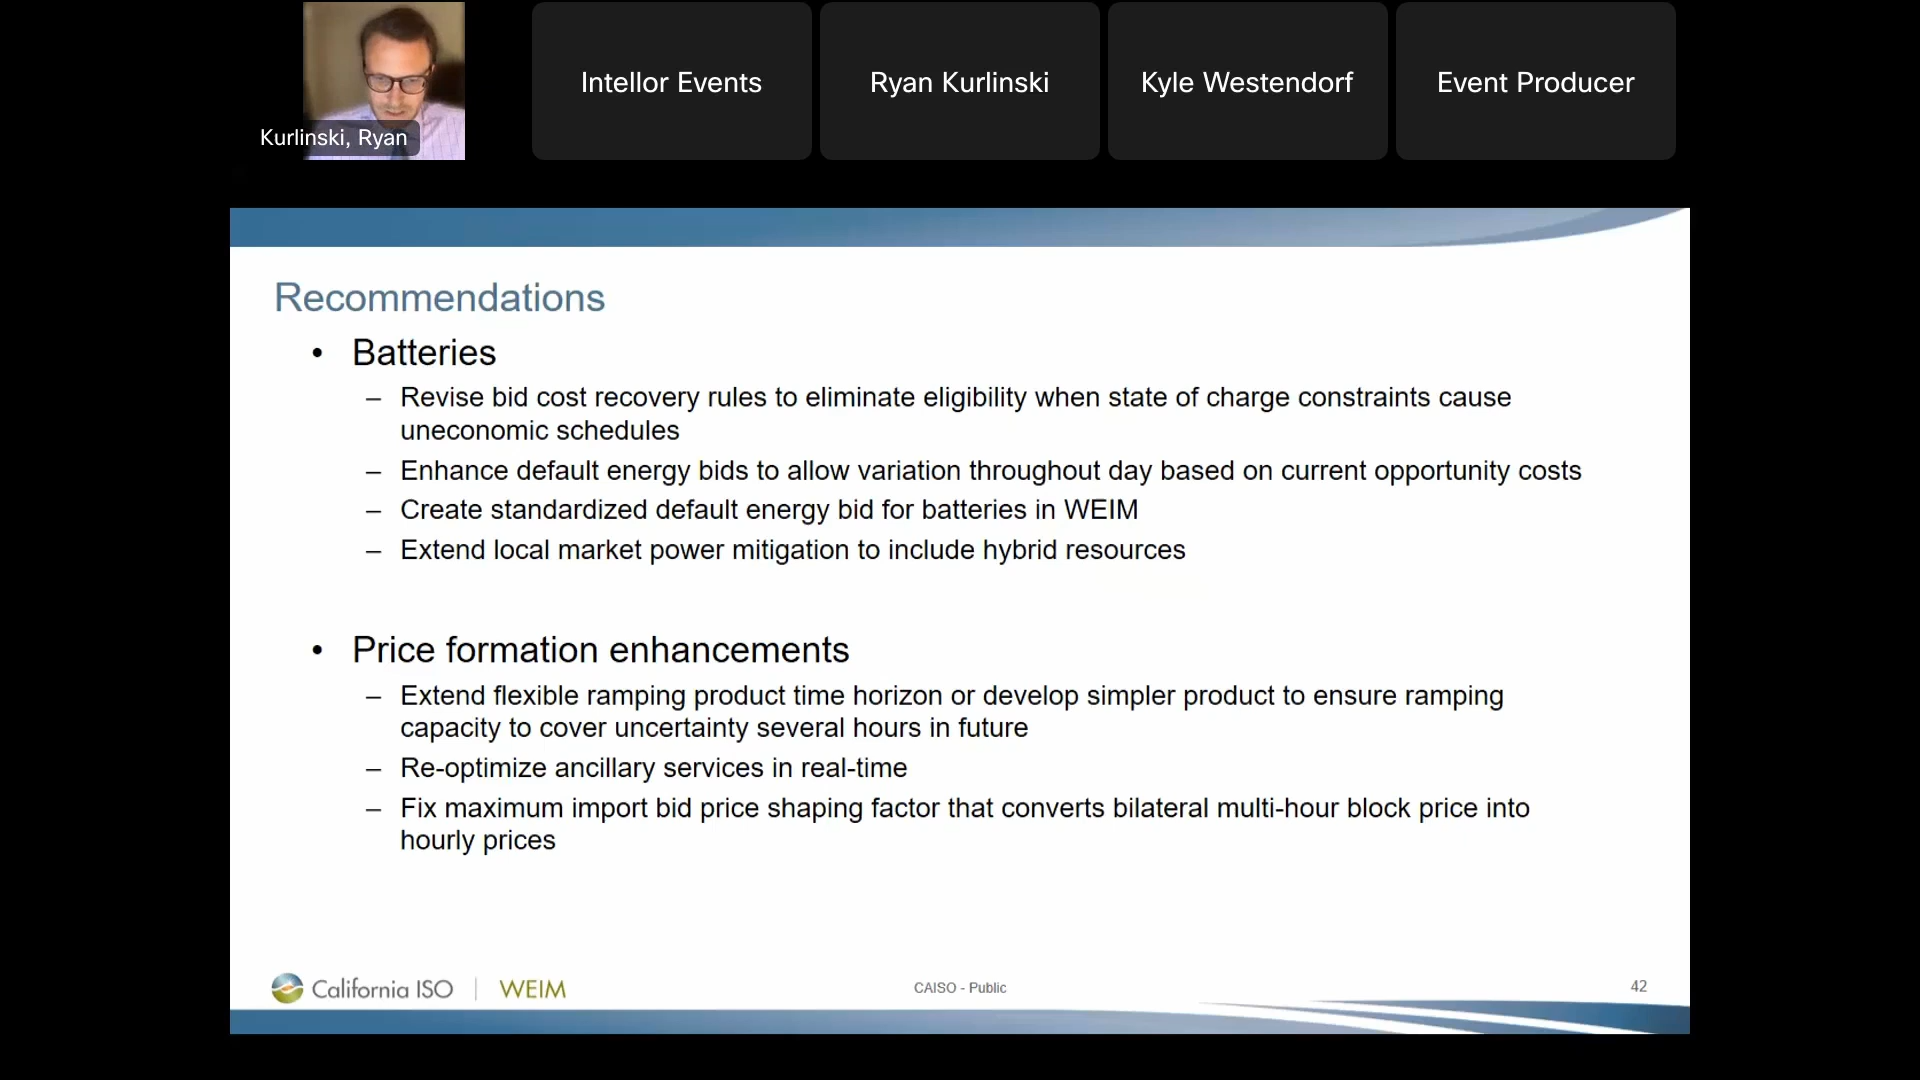 Kurlinski, Ryan
Intellor Events
Ryan Kurlinski
Kyle Westendorf
Event Producer
Recommendations
• Batteries
– Revise bid cost recovery rules to eliminate eligibility when state of charge constraints cause
uneconomic schedules
– Enhance default energy bids to allow variation throughout day based on current opportunity costs
– Create standardized default energy bid for batteries in WEIM
– Extend local market power mitigation to include hybrid resources
• Price formation enhancements
– Extend flexible ramping product time horizon or develop simpler product to ensure ramping
capacity to cover uncertainty several hours in future
– Re-optimize ancillary services in real-time
– Fix maximum import bid price shaping factor that converts bilateral multi-hour block price into
hourly prices
California ISO | WEIM
CAISO - Public
42